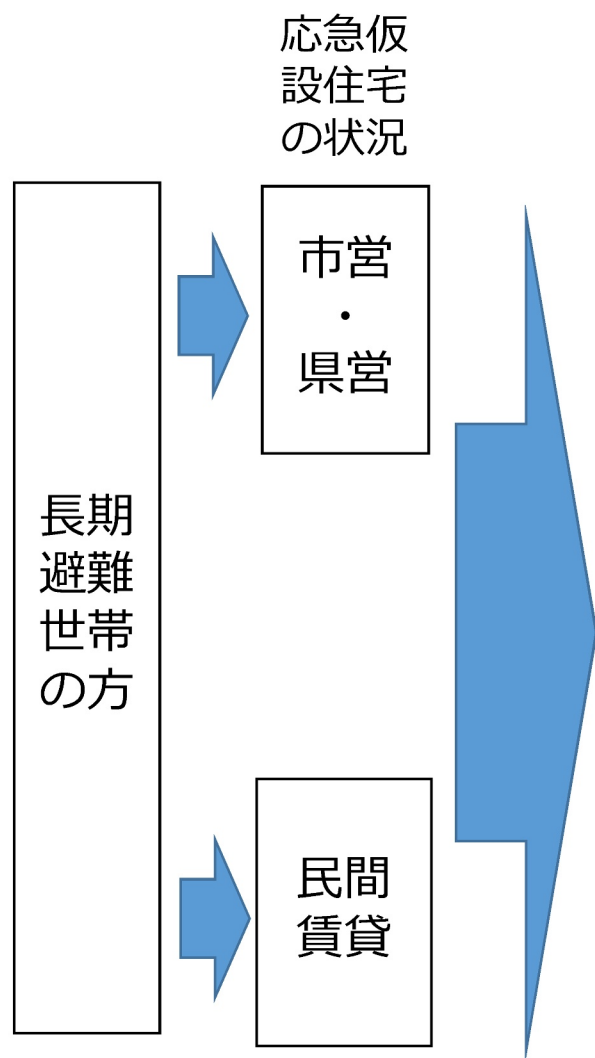 応急仮
設住宅
の状況
市営
・
県営
長期
避難
世帯
の方
民間
賃貸